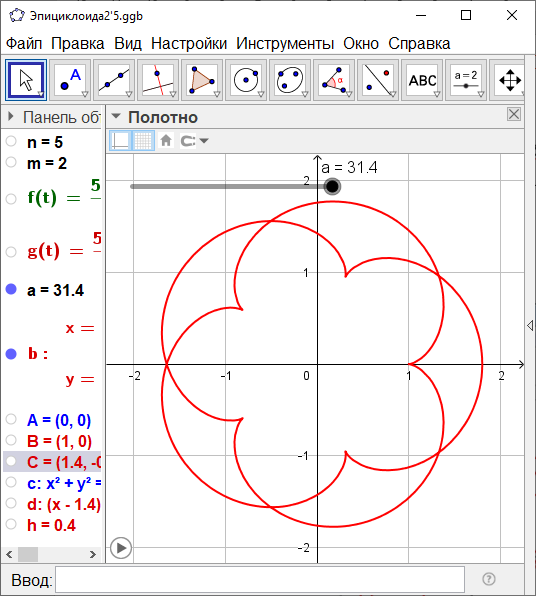 Эпициклоида2'5.ggb
Файл Правка Вид Настройки Инструменты Окно Справка
A
α
ABC
a = 2
Панель об
Полотно
n = 5
m = 2
f(t) = 5
g(t) = 5
a = 31.4
x =
b :
y =
A = (0, 0)
B = (1, 0)
C = (1.4, -0
c: x² + y² =
d: (x - 1.4)
h = 0.4
a = 31.4
2
1
-2 -1 0 1 2
-1
-2
Ввод: